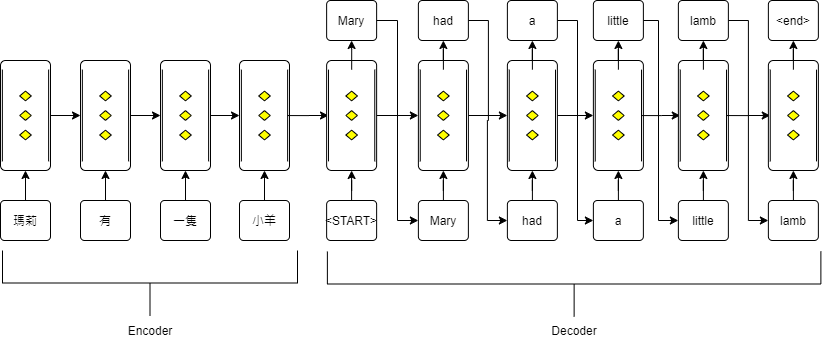 Mary
had
a
little
lamb
<end>
瑪莉
有
一隻
小羊
<START>
Mary
had
a
little
lamb
Encoder
Decoder